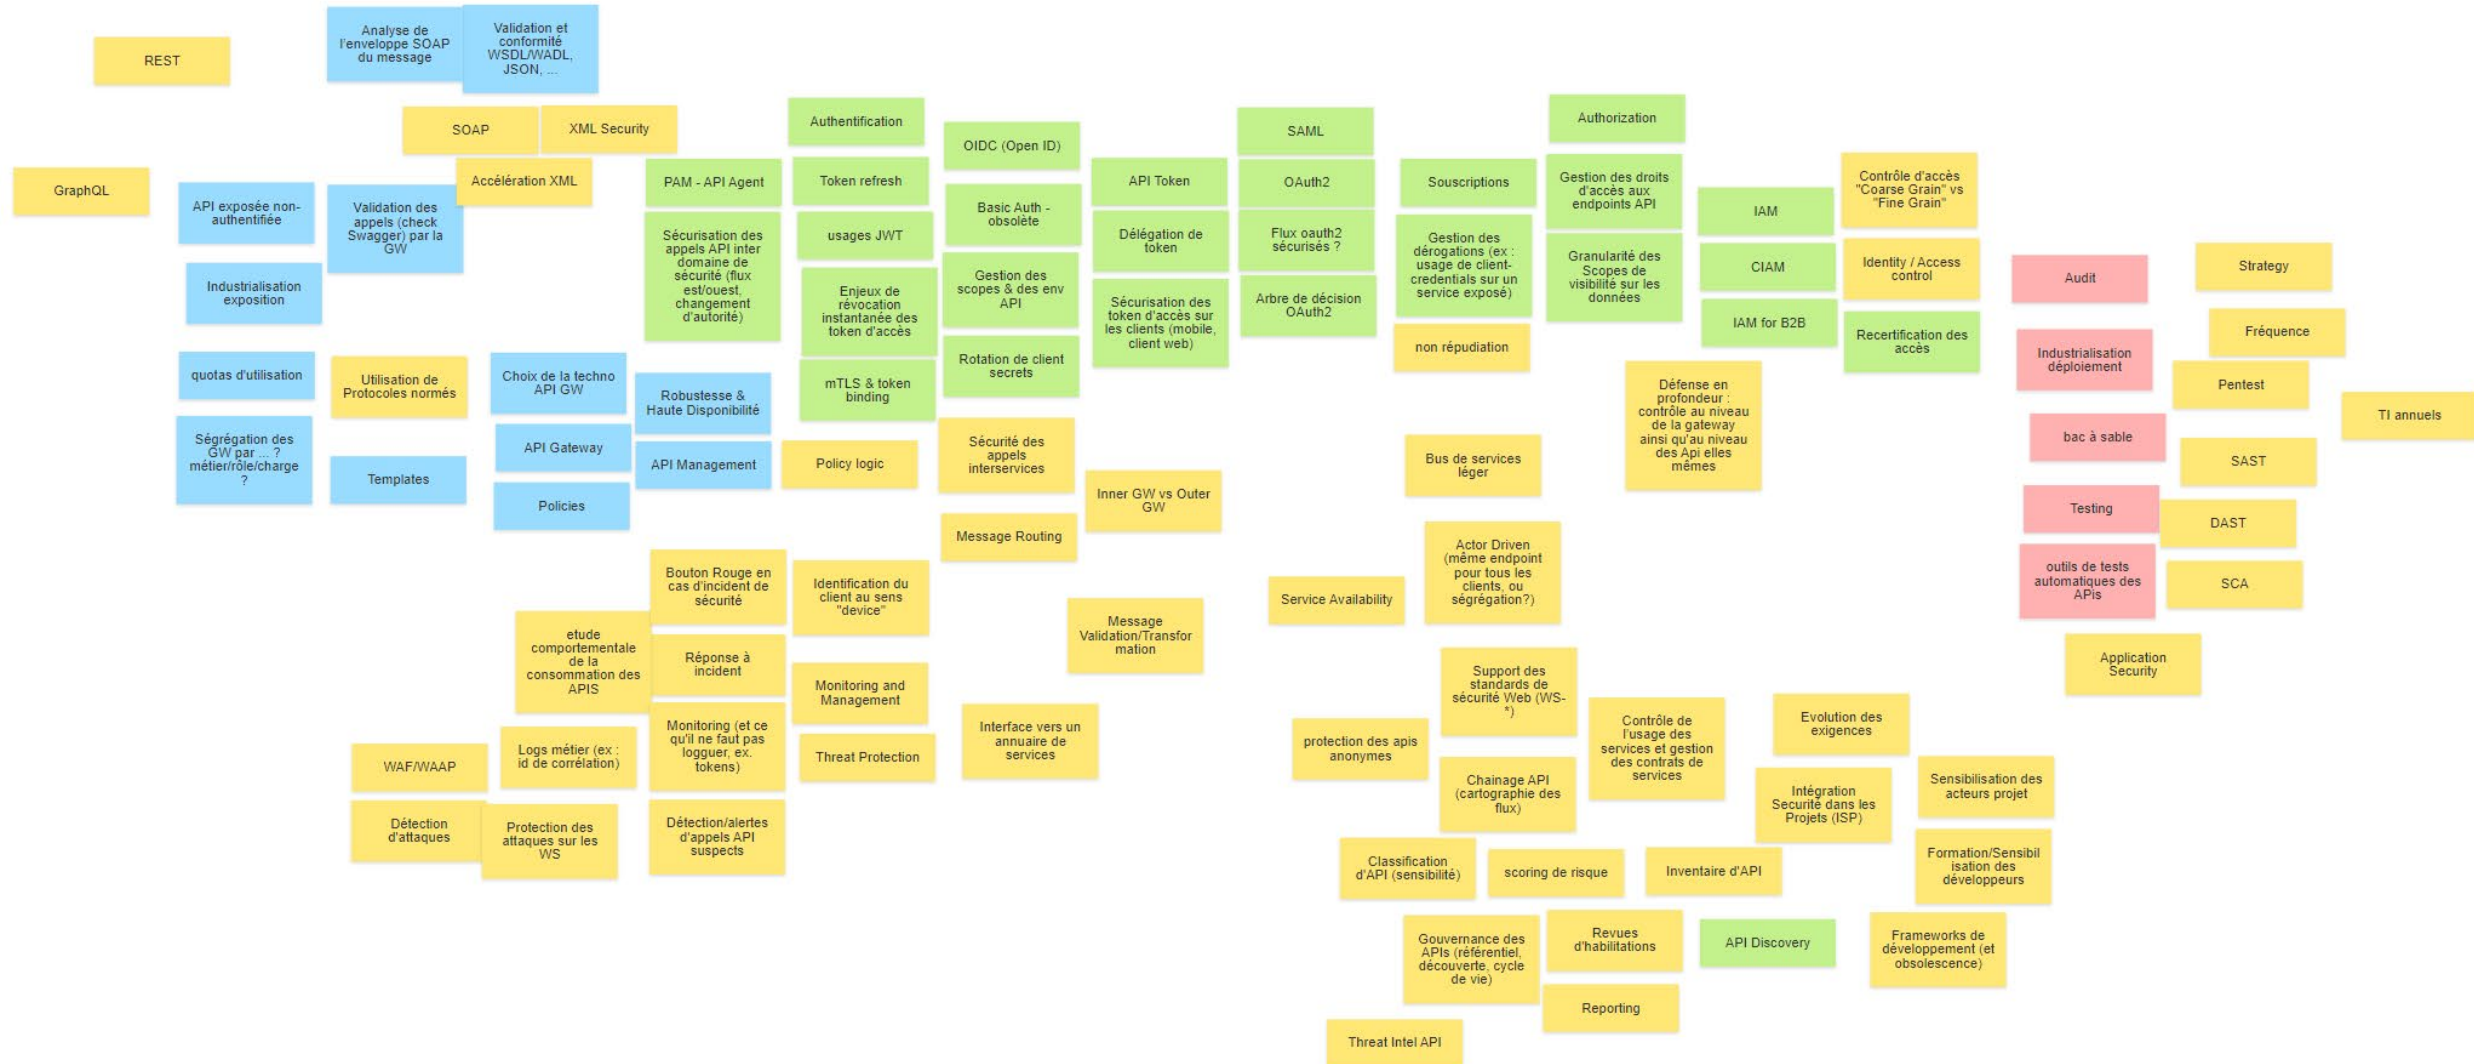 REST
Analyse de
l'enveloppe SOAP
du message
Validation et
conformité
WSDL/WADL,
JSON, ...
SOAP
XML Security
GraphQL
Accélération XML
API exposée non-
authentifiée
Validation des
appels (check
Swagger) par la
GW
Industrialisation
exposition
quotas d'utilisation
Utilisation de
Protocoles normés
Ségrégation des
GW par ... ?
métier/rôle/charge
?
Templates
Choix de la techno
API GW
API Gateway
Policies
Robustesse &
Haute Disponibilité
API Management
Authentification
PAM - API Agent
Token refresh
Sécurisation des
appels API inter
domaine de
sécurité (flux
est/ouest,
changement
d'autorité)
usages JWT
Enjeux de
révocation
instantanée des
token d'accès
mTLS & token
binding
OIDC (Open ID)
Basic Auth -
obsolète
Gestion des
scopes & des env
API
Rotation de client
secrets
API Token
Délégation de
token
Sécurisation des
token d'accès sur
les clients (mobile,
client web)
SAML
OAuth2
Flux oauth2
sécurisés ?
Arbre de décision
OAuth2
Souscriptions
Gestion des
dérogations (ex :
usage de client-
credentials sur un
service exposé)
non répudiation
Authorization
Gestion des droits
d'accès aux
endpoints API
Granularité des
Scopes de
visibilité sur les
données
IAM
CIAM
IAM for B2B
Contrôle d'accès
"Coarse Grain" vs
"Fine Grain"
Identity / Access
control
Recertification des
accès
Défense en
profondeur :
contrôle au niveau
de la gateway
ainsi qu'au niveau
des Api elles
mêmes
Audit
Industrialisation
déploiement
bac à sable
Testing
outils de tests
automatiques des
APis
Strategy
Fréquence
Pentest
TI annuels
SAST
DAST
SCA
Application
Security
Policy logic
Sécurité des
appels
interservices
Inner GW vs Outer
GW
Message Routing
Bus de services
léger
Actor Driven
(même endpoint
pour tous les
clients, ou
ségrégation?)
Service Availability
Bouton Rouge en
cas d'incident de
sécurité
Identification du
client au sens
"device"
etude
comportementale
de la
consommation des
APIS
Réponse à
incident
Monitoring and
Management
Message
Validation/Transfor
mation
Monitoring (et ce
qu'il ne faut pas
logguer, ex.
tokens)
Threat Protection
Interface vers un
annuaire de
services
WAF/WAAP
Logs métier (ex :
id de corrélation)
Détection
d'attaques
Protection des
attaques sur les
WS
Détection/alertes
d'appels API
suspects
Support des
standards de
sécurité Web (WS-
*)
protection des apis
anonymes
Chainage API
(cartographie des
flux)
Contrôle de
l'usage des
services et gestion
des contrats de
services
Evolution des
exigences
Intégration
Securité dans les
Projets (ISP)
Sensibilisation des
acteurs projet
Classification
d'API (sensibilité)
scoring de risque
Inventaire d'API
Formation/Sensibil
isation des
développeurs
Gouvernance des
APIs (référentiel,
découverte, cycle
de vie)
Revues
d'habilitations
API Discovery
Frameworks de
développement (et
obsolescence)
Reporting
Threat Intel API